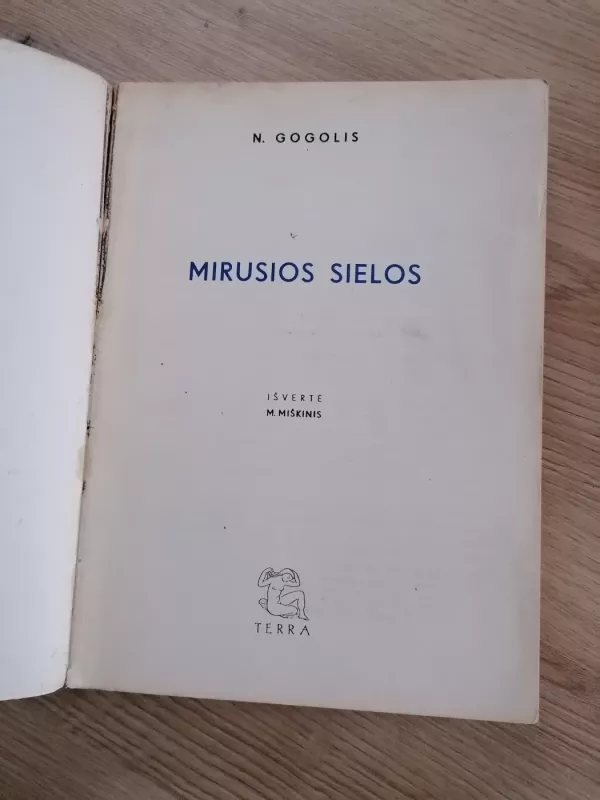 N. GOGOLIS
MIRUSIOS SIELOS
IŠVERTĖ
M. MIŠKINIS
TERRA